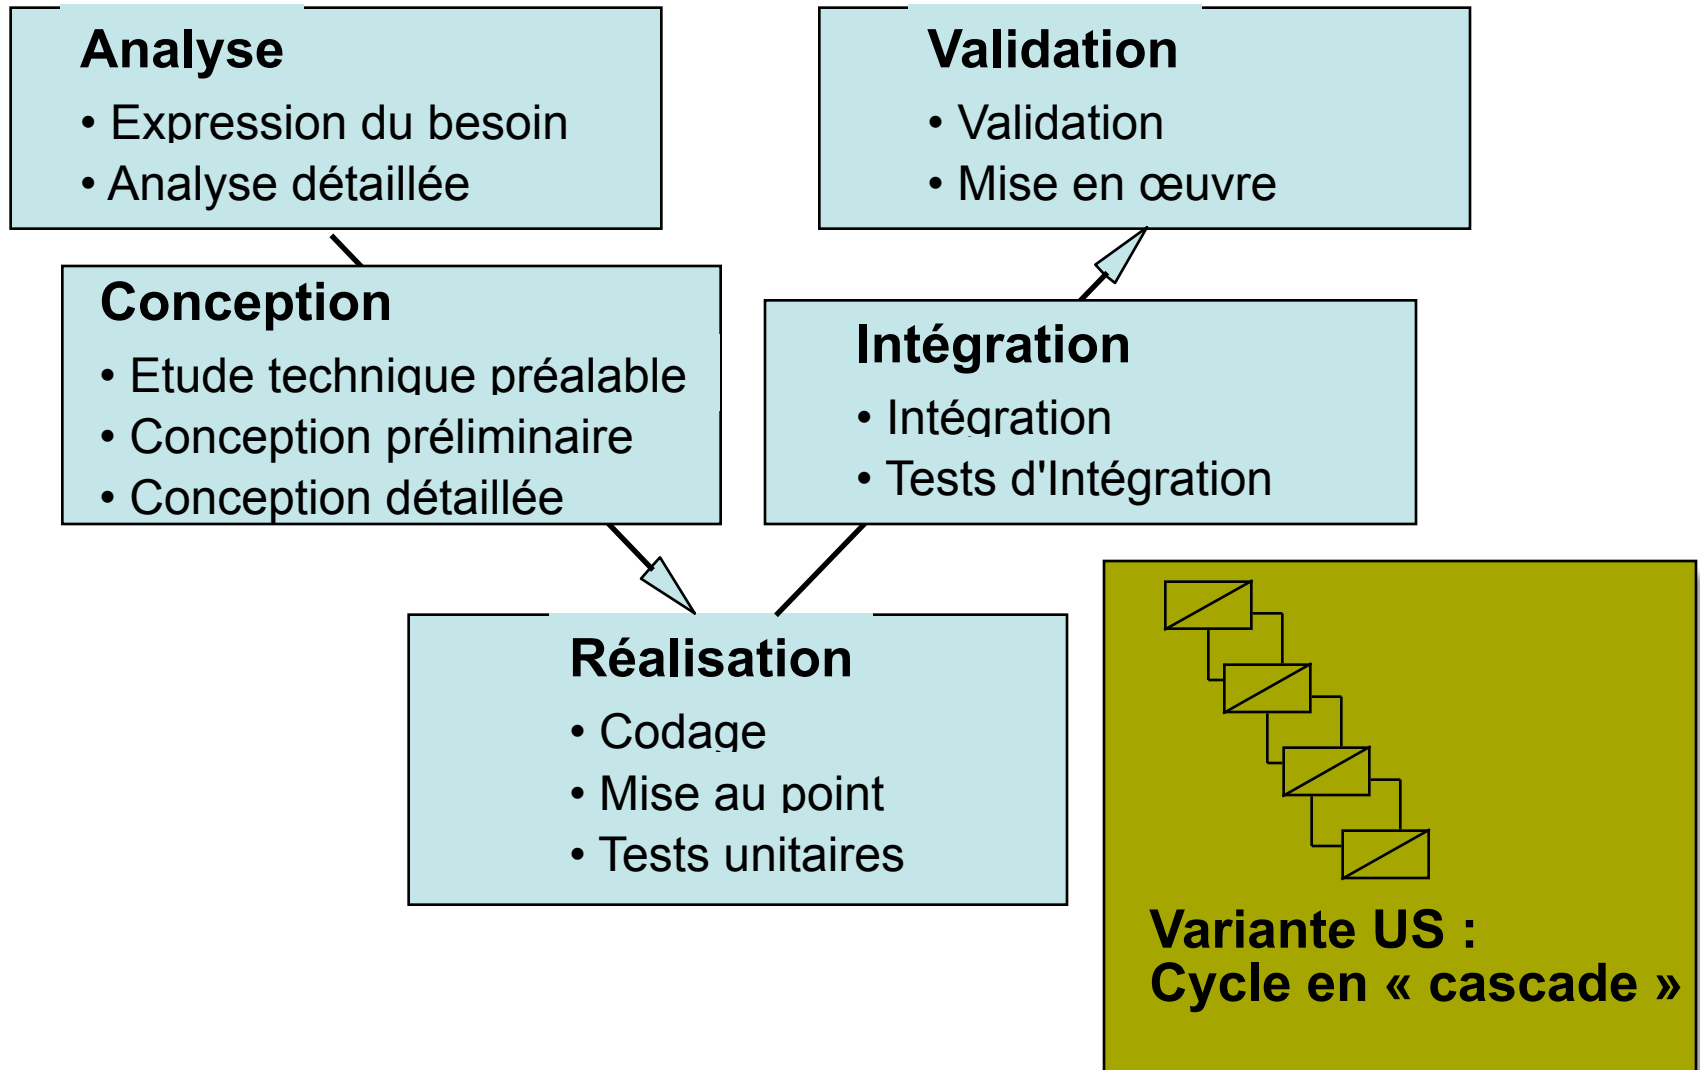 Analyse
• Expression du besoin
• Analyse détaillée
Conception
• Etude technique préalable
• Conception préliminaire
• Conception détaillée
Réalisation
• Codage
• Mise au point
• Tests unitaires
Intégration
• Intégration
• Tests d'Intégration
Validation
• Validation
• Mise en œuvre
Variante US :
Cycle en « cascade »